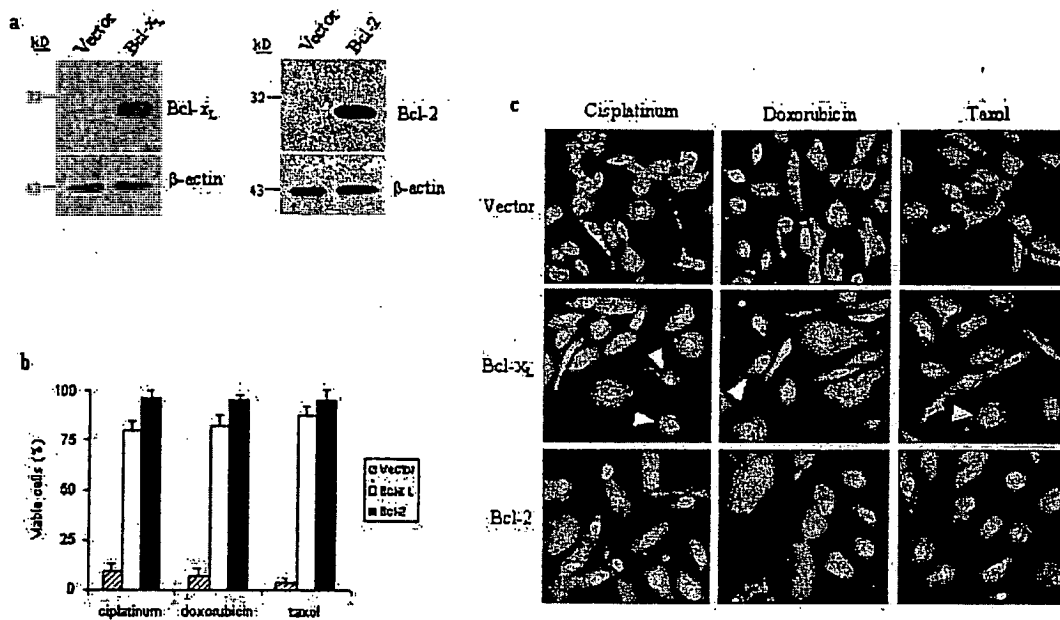 a
kD
Vector
Bcl-xL
Bcl-xL
43
β-actin
kD
Vector
Bcl-2
32
Bcl-2
43
β-actin
b
Viable cells (%)
100
75
50
25
0
ciplatinum
doxorubicin
taxol
Vector
Bcl-x L
Bcl-2
c
Cisplatinum
Doxorubicin
Taxol
Vector
Bcl-xL
Bcl-2